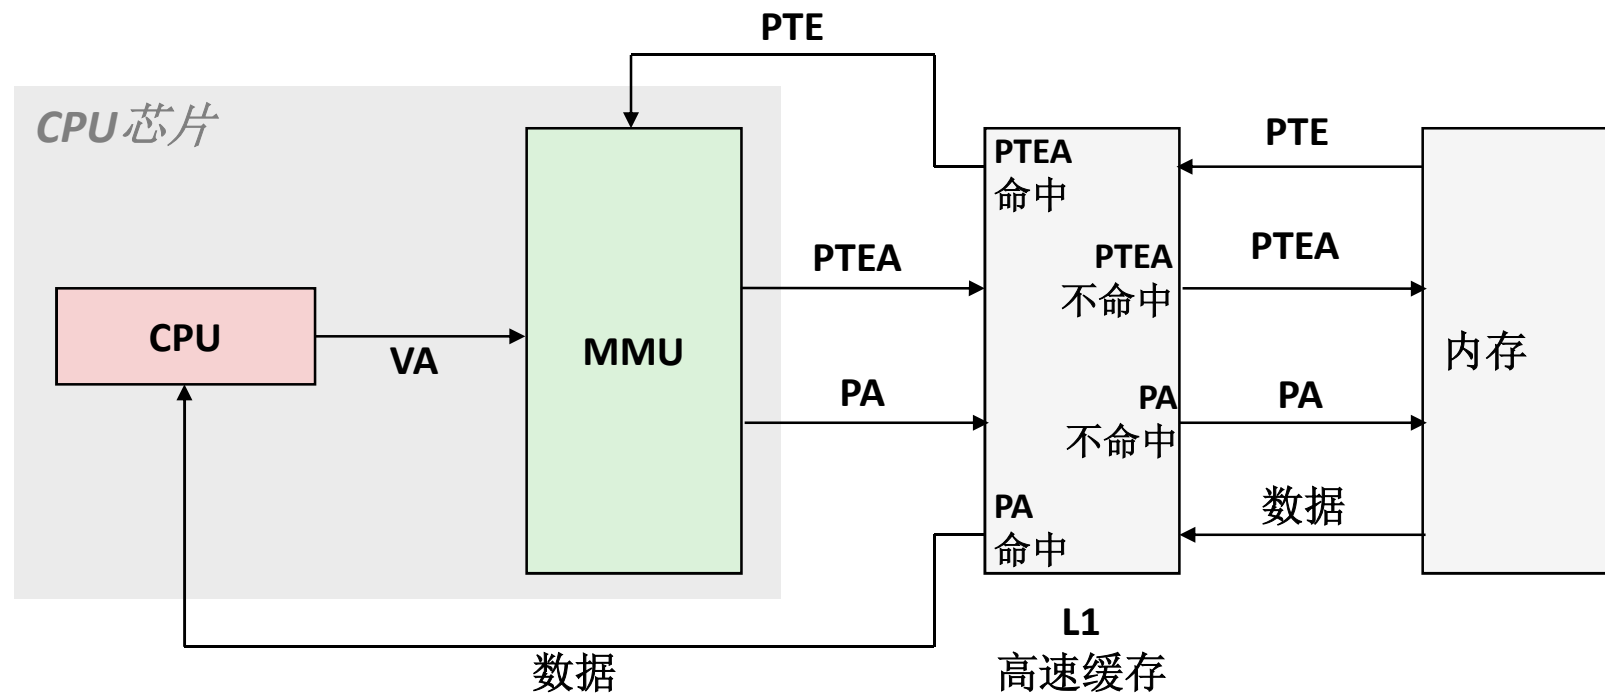 PTE
CPU芯片
PTEA
命中
PTE
PTEA
PTEA
不命中
PTEA
CPU
VA
MMU
内存
PA
PA
不命中
PA
PA
命中
数据
数据
L1
高速缓存